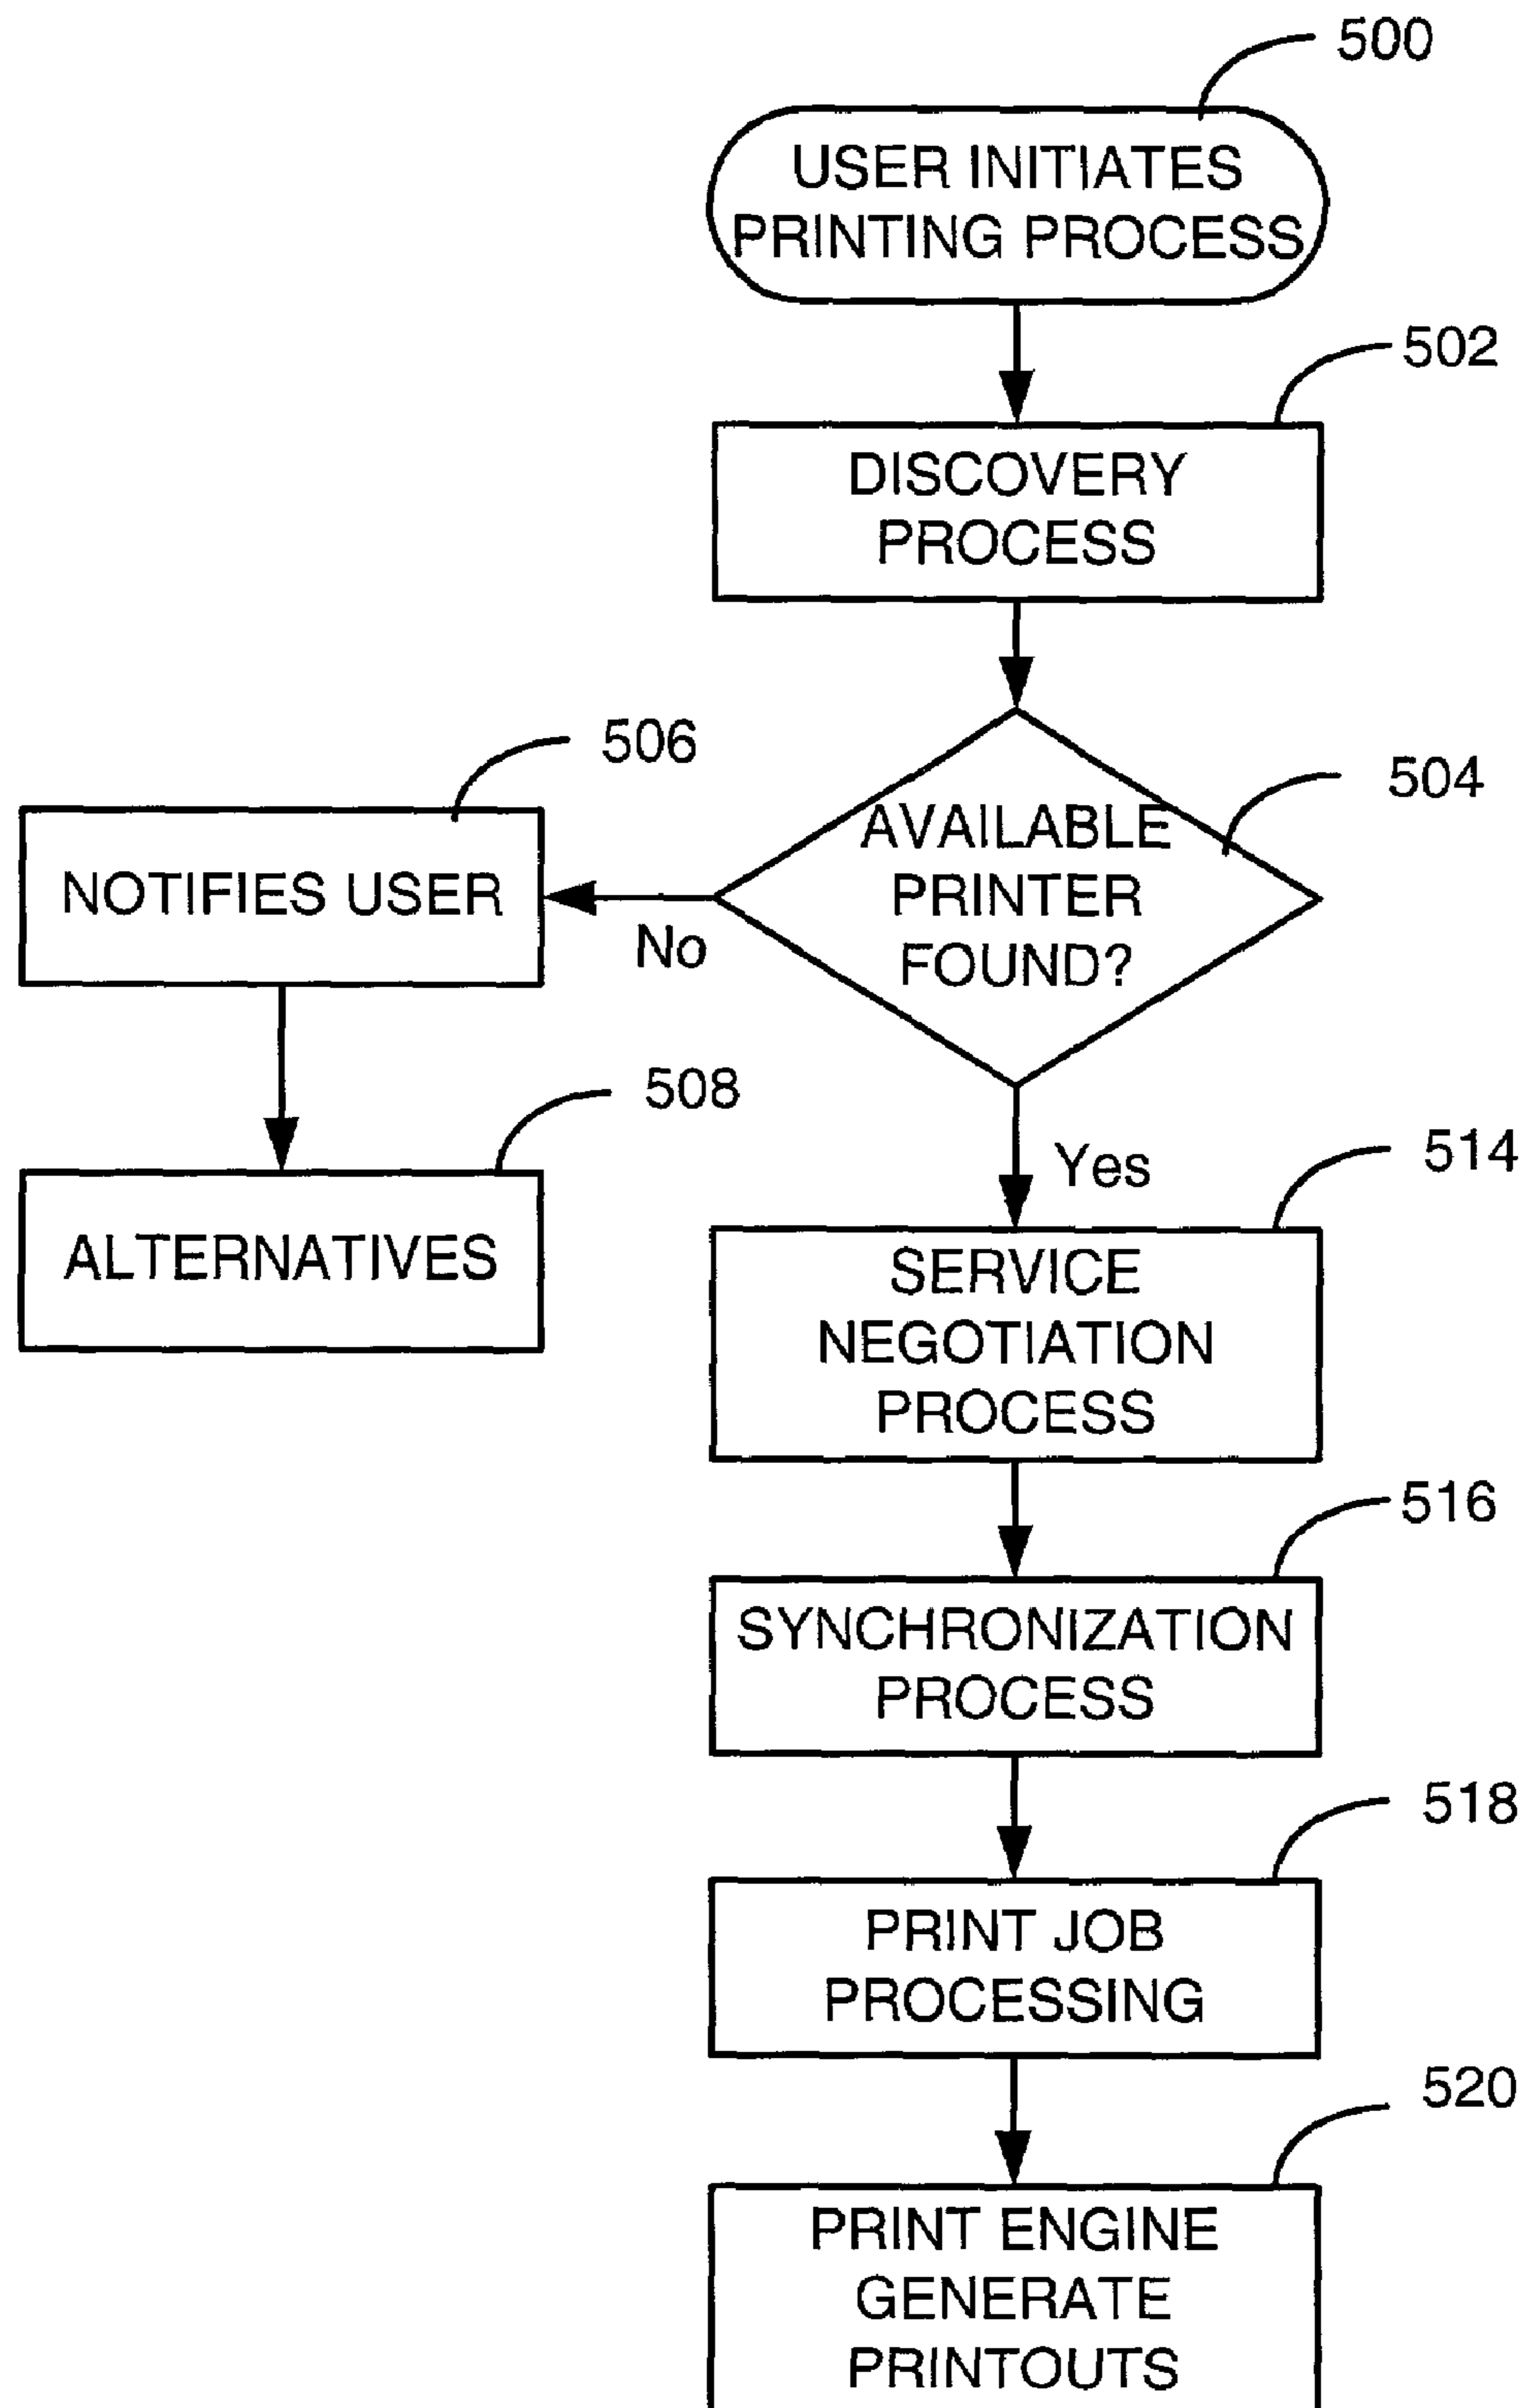 500
USER INITIATES
PRINTING PROCESS
502
DISCOVERY
PROCESS
504
AVAILABLE
PRINTER
FOUND?
506
NOTIFIES USER
No
508
ALTERNATIVES
Yes
514
SERVICE
NEGOTIATION
PROCESS
516
SYNCHRONIZATION
PROCESS
518
PRINT JOB
PROCESSING
520
PRINT ENGINE
GENERATE
PRINTOUTS